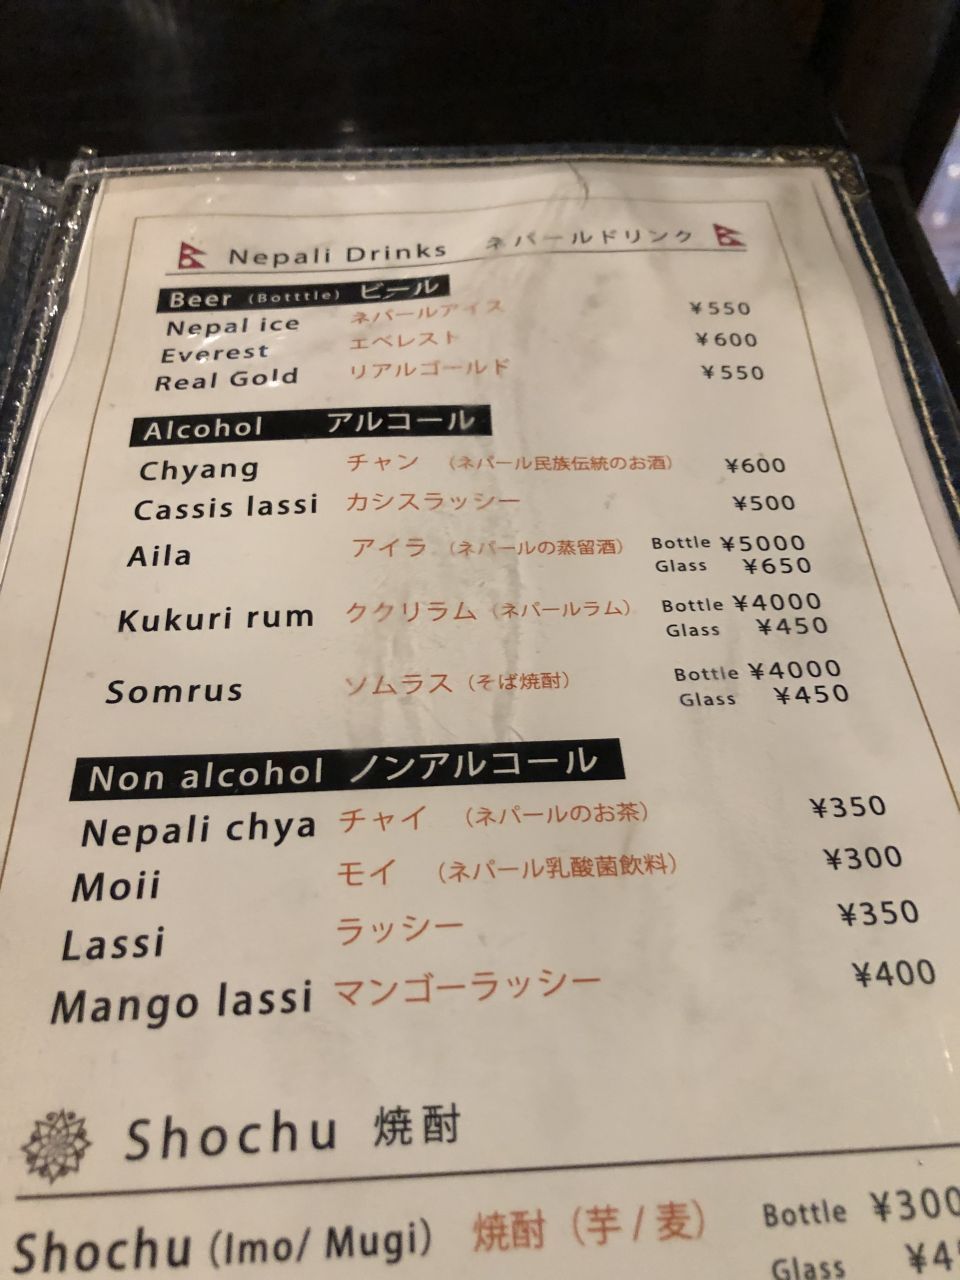 Nepali Drinks ネパールドリンク
Beer (Botttle) ビール
Nepal ice ネパールアイス ¥550
Everest エベレスト ¥600
Real Gold リアルゴールド ¥550
Alcohol アルコール
Chyang チャン (ネパール民族伝統のお酒) ¥600
Cassis lassi カシスラッシー ¥500
Aila アイラ (ネパールの蒸留酒) Bottle ¥5000
Glass ¥650
Kukuri rum ククリラム (ネパールラム) Bottle ¥4000
Glass ¥450
Somrus ソムラス (そば焼酎) Bottle ¥4000
Glass ¥450
Non alcohol ノンアルコール
Nepali chya チャイ (ネパールのお茶) ¥350
Moii モイ (ネパール乳酸菌飲料) ¥300
Lassi ラッシー ¥350
Mango lassi マンゴーラッシー ¥400
Shochu 焼酎
Shochu (Imo/ Mugi) 焼酎 (芋 / 麦) Bottle
Glass